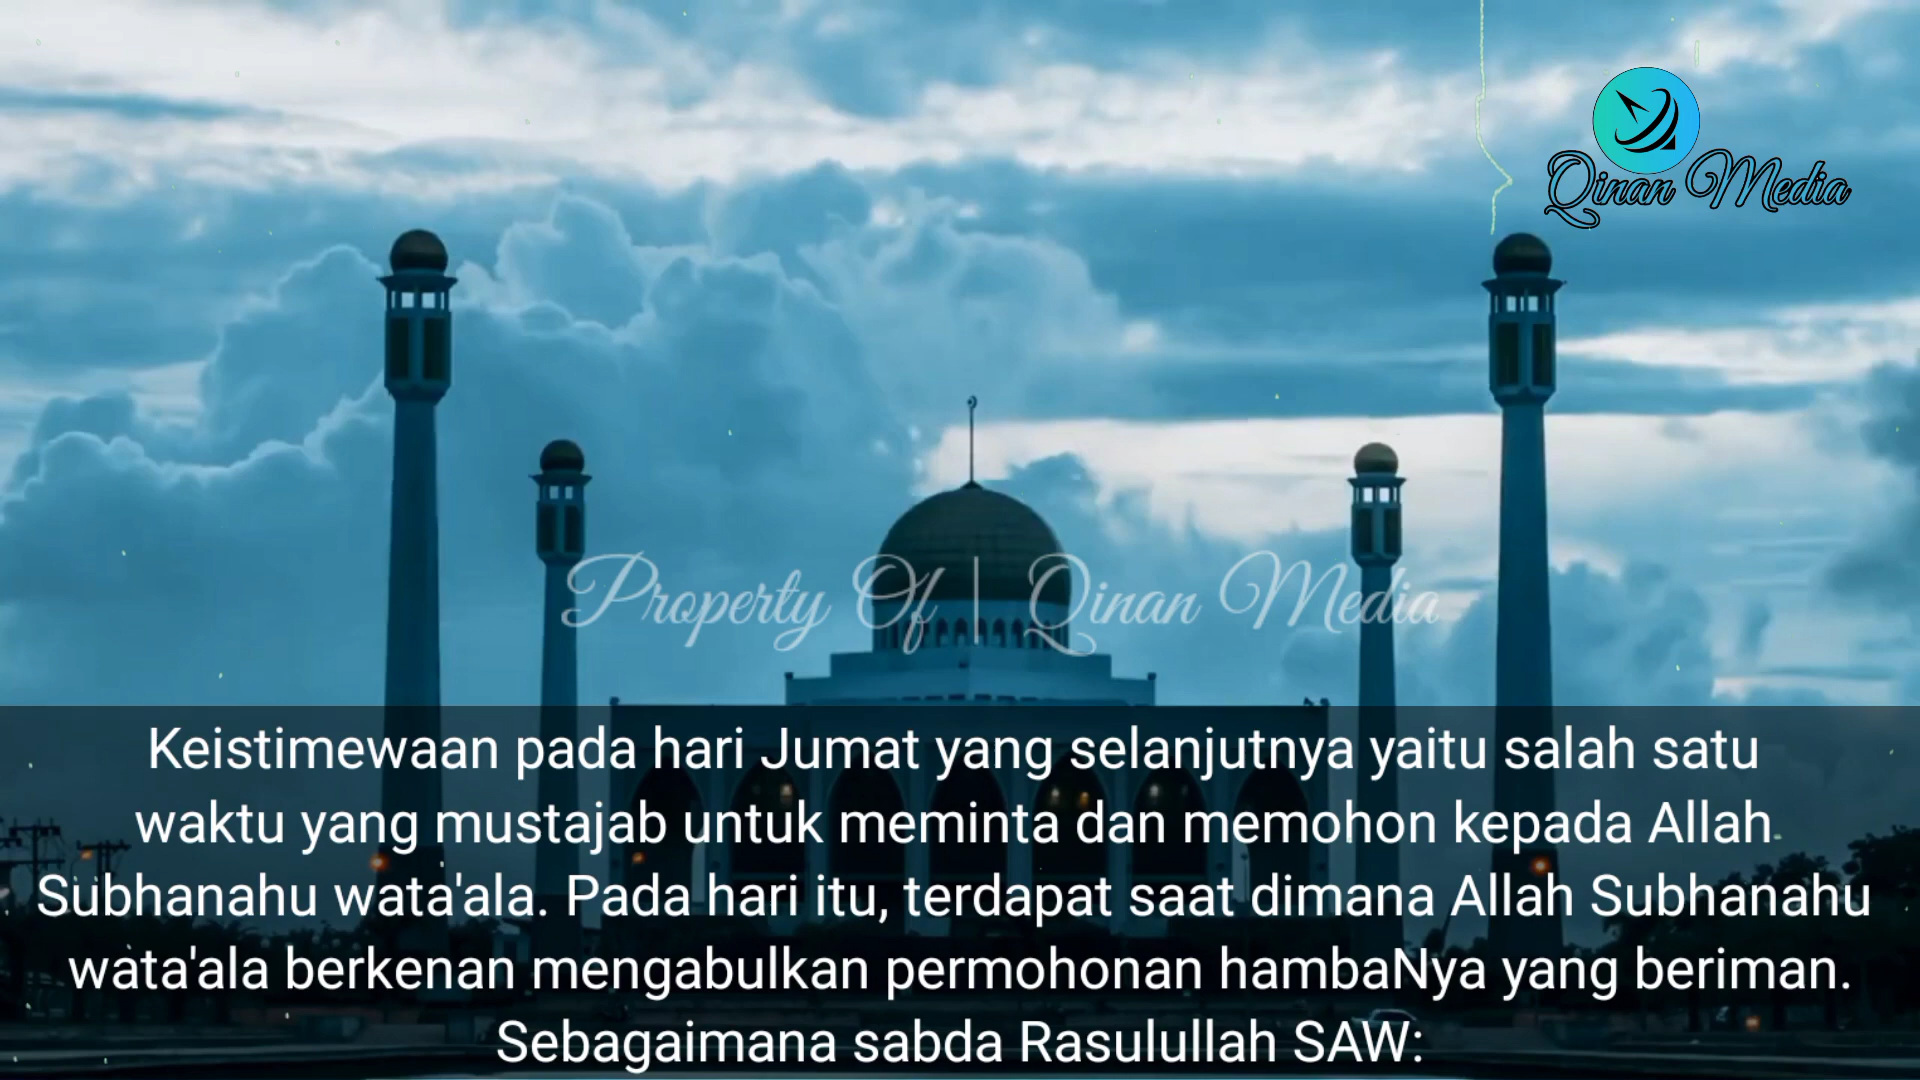 Qinan Media
Property Of | Qinan Media
Keistimewaan pada hari Jumat yang selanjutnya yaitu salah satu
waktu yang mustajab untuk meminta dan memohon kepada Allah
Subhanahu wata'ala. Pada hari itu, terdapat saat dimana Allah Subhanahu
wata'ala berkenan mengabulkan permohonan hambaNya yang beriman.
Sebagaimana sabda Rasulullah SAW: